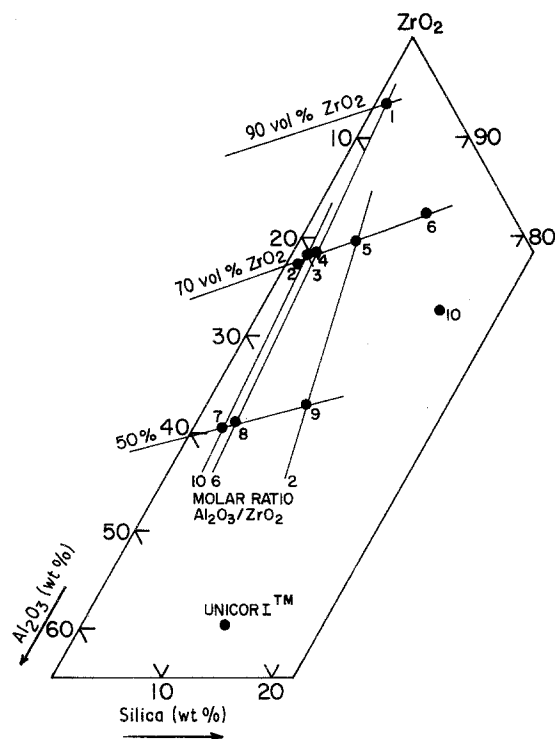 ZrO₂
90 vol % ZrO₂
1
10
90
20
80
6
5
70 vol % ZrO₂
2
4
3
10
30
7
8
9
50%
40
10 6
2
MOLAR RATIO
Al₂O₃/ZrO₂
50
Al₂O₃ (wt %)
UNICOR I™
60
10
20
Silica (wt %)